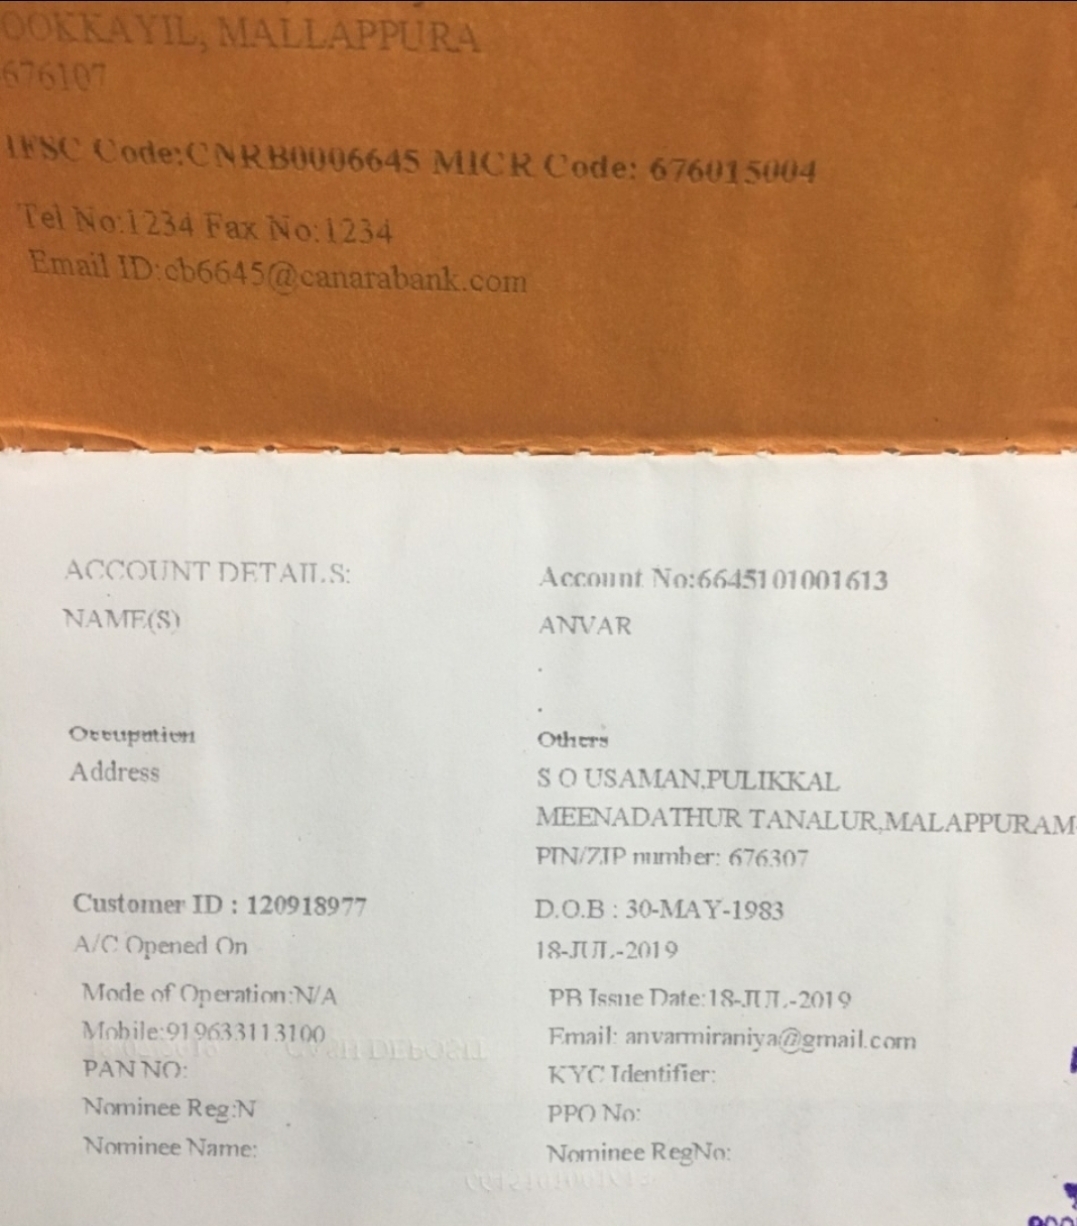 OOKKAYIL, MALLAPPURA
676107
IFSC Code:CNRB0006645 MICR Code: 676015004
Tel No:1234 Fax No:1234
Email ID:cb6645@canarabank.com
ACCOUNT DETAILS: Account No:6645101001613
NAME(S) ANVAR
.
.
Occupation Others
Address S O USAMAN,PULIKKAL
MEENADATHUR TANALUR,MALAPPURAM
PIN/ZIP number: 676307
Customer ID : 120918977 D.O.B : 30-MAY-1983
A/C Opened On 18-JUL-2019
Mode of Operation:N/A PB Issue Date:18-JUL-2019
Mobile:919633113100 Email: anvarmiraniya@gmail.com
PAN NO: KYC Identifier:
Nominee Reg:N PPO No:
Nominee Name: Nominee RegNo: